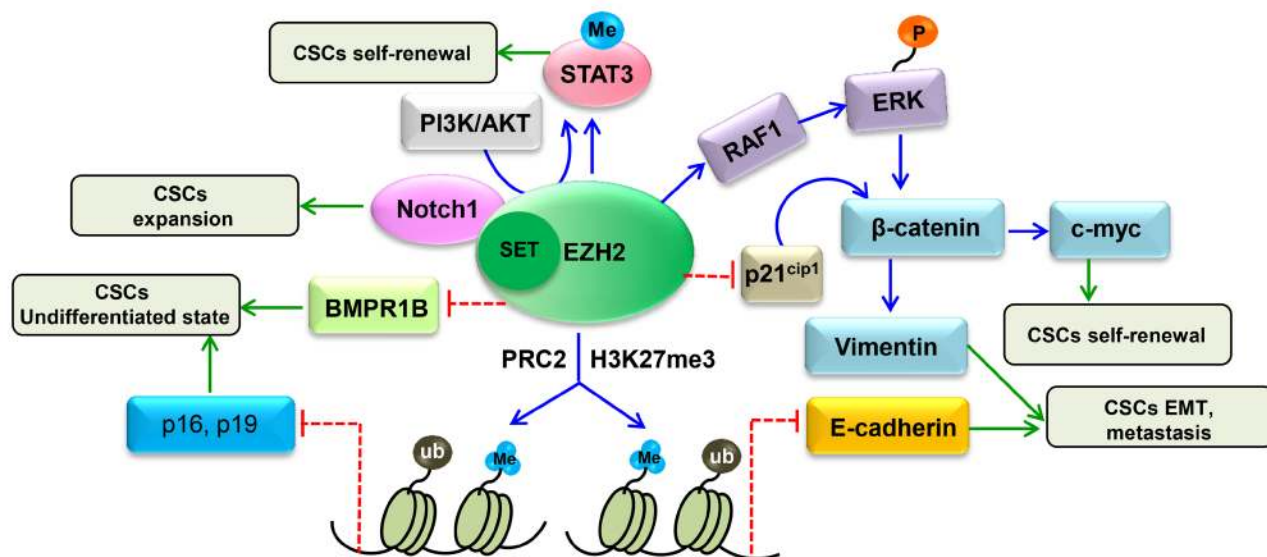 P
Me
CSCs self-renewal
STAT3
ERK
PI3K/AKT
RAF1
CSCs
expansion
Notch1
SET
EZH2
β-catenin
c-myc
p21cip1
CSCs
Undifferentiated state
BMPR1B
CSCs self-renewal
Vimentin
PRC2
H3K27me3
p16, p19
E-cadherin
CSCs EMT,
metastasis
ub
Me
Me
ub